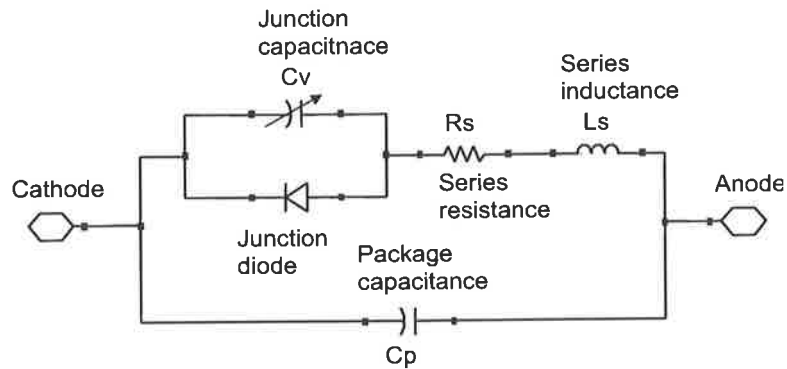 Junction
capacitnace
Cv
Series
inductance
Ls
Rs
Series
resistance
Cathode
Anode
Junction
diode
Package
capacitance
Cp